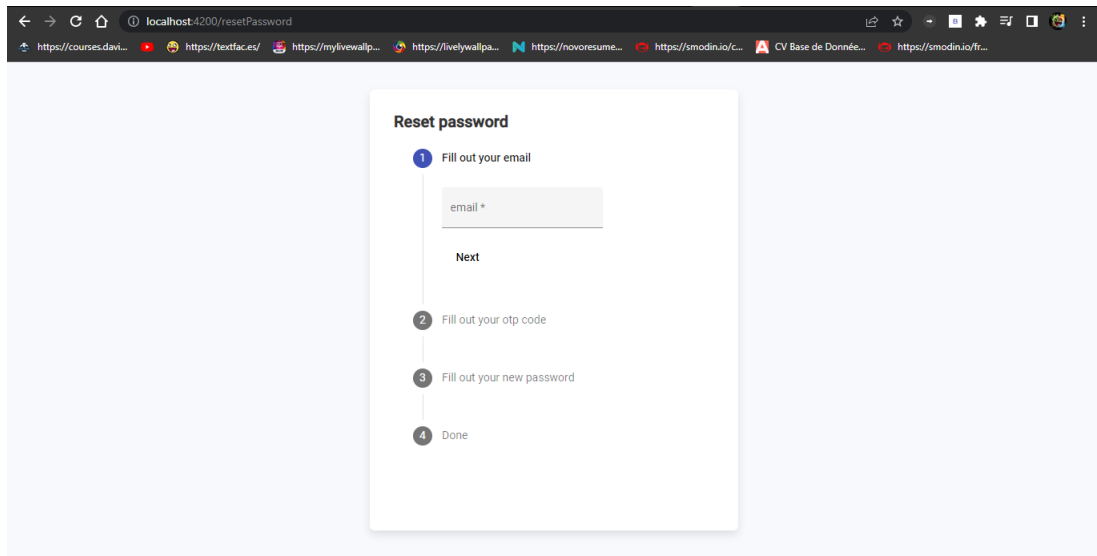 localhost:4200/resetPassword
https://courses.davi... https://textfac.es/ https://mylivewallp... https://livelywallpa... https://novoresume... https://smodin.io/c... CV Base de Donnée... https://smodin.io/fr...
Reset password
1 Fill out your email
email *
Next
2 Fill out your otp code
3 Fill out your new password
4 Done